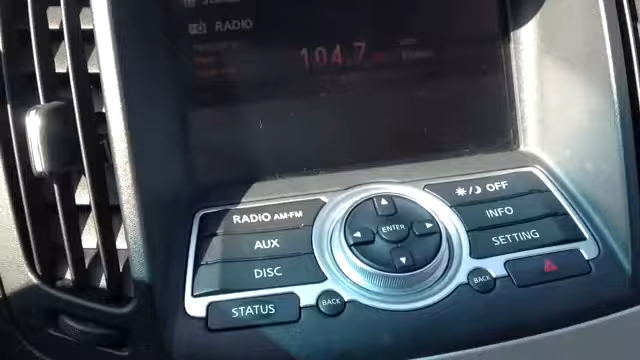 RADIO
104.7
RADIO AM·FM
AUX
DISC
STATUS
BACK
ENTER
OFF
INFO
SETTING
BACK